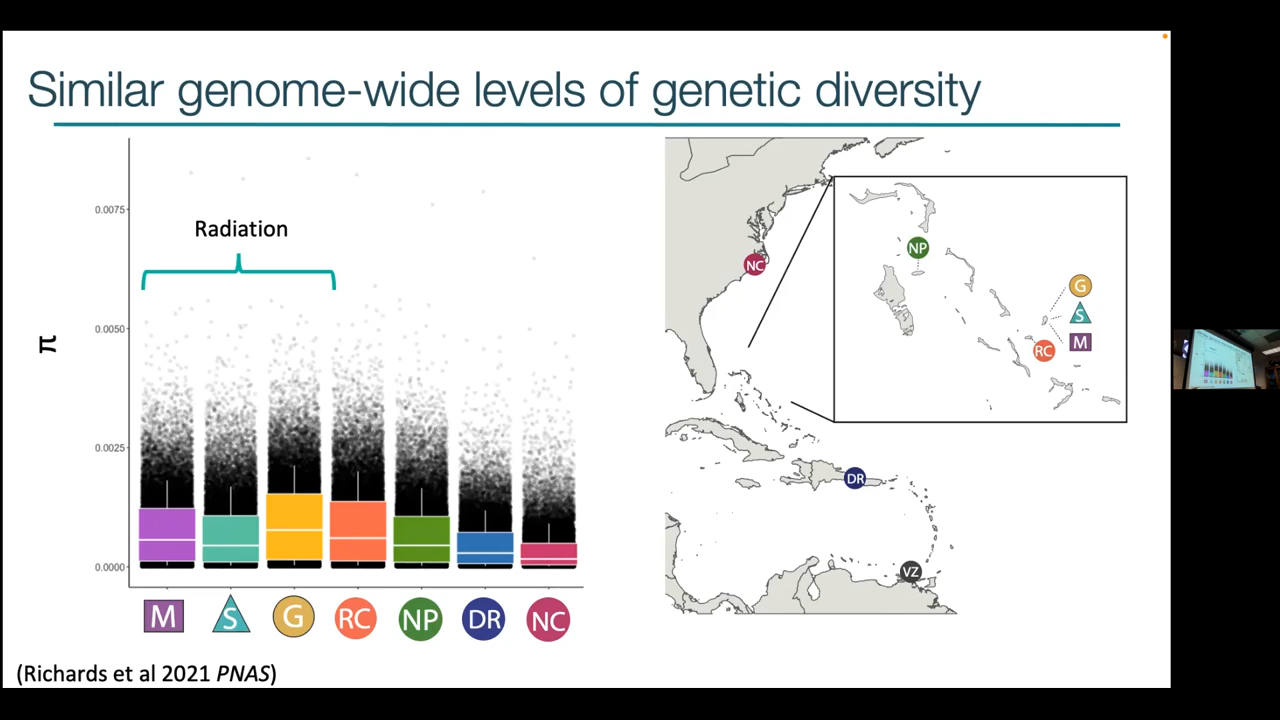 Similar genome-wide levels of genetic diversity
Radiation
π
0.0075
0.0050
0.0025
0.0000
M S G RC NP DR NC
(Richards et al 2021 PNAS)
NC
NP
G
S
M
RC
DR
VZ